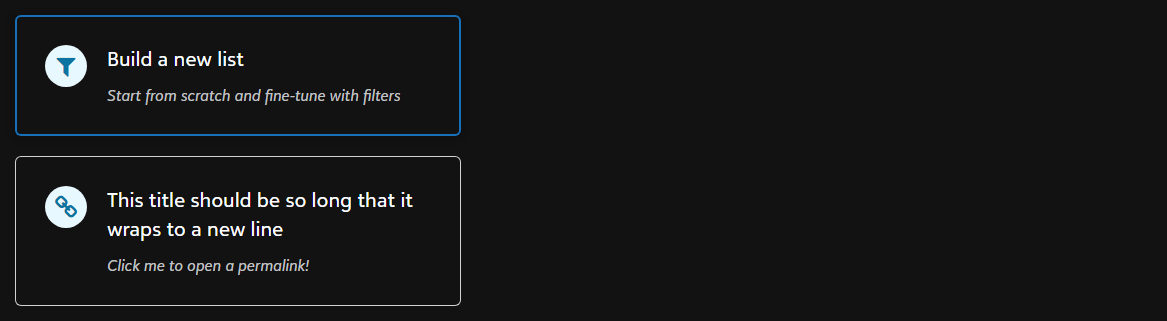 Build a new list
Start from scratch and fine-tune with filters
This title should be so long that it
wraps to a new line
Click me to open a permalink!